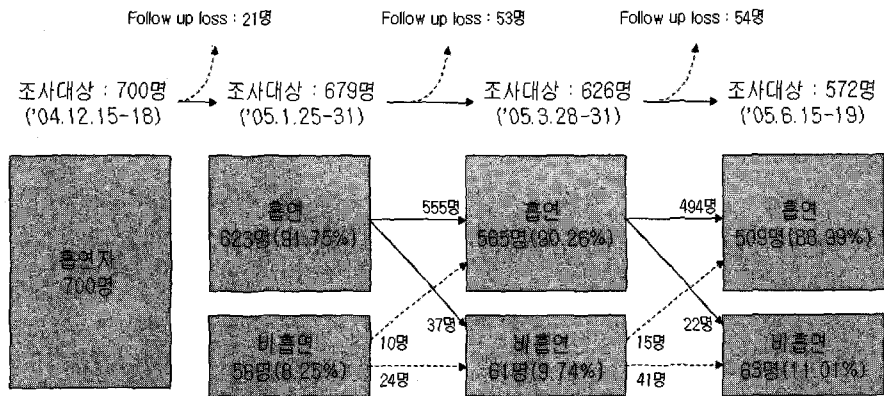 Follow up loss : 21명
Follow up loss : 53명
Follow up loss : 54명
조사대상 : 700명
('04.12.15-18)
조사대상 : 679명
('05.1.25-31)
조사대상 : 626명
('05.3.28-31)
조사대상 : 572명
('05.6.15-19)
흡연자
700명
흡연
623명(91.75%)
555명
흡연
565명(90.26%)
494명
흡연
509명(88.99%)
37명
22명
비흡연
56명(8.25%)
10명
24명
비흡연
61명(9.74%)
15명
41명
비흡연
63명(11.01%)